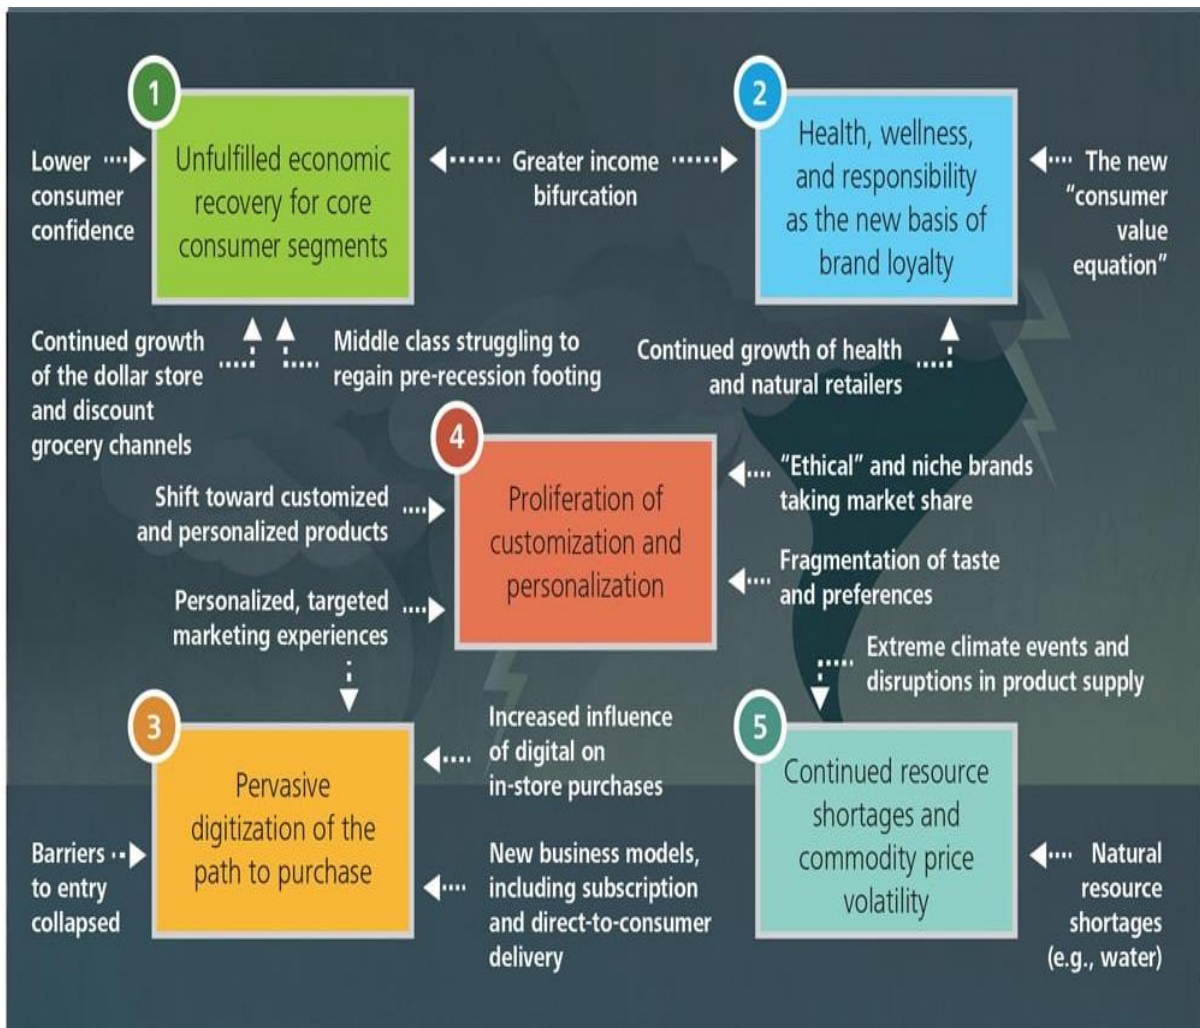 1
Unfulfilled economic
recovery for core
consumer segments
Lower
consumer
confidence
Greater income
bifurcation
2
Health, wellness,
and responsibility
as the new basis of
brand loyalty
The new
“consumer
value
equation”
Continued growth
of the dollar store
and discount
grocery channels
Middle class struggling to
regain pre-recession footing
Continued growth of health
and natural retailers
4
Proliferation of
customization and
personalization
Shift toward customized
and personalized products
Personalized, targeted
marketing experiences
“Ethical” and niche brands
taking market share
Fragmentation of taste
and preferences
Extreme climate events and
disruptions in product supply
3
Pervasive
digitization of the
path to purchase
Barriers
to entry
collapsed
Increased influence
of digital on
in-store purchases
New business models,
including subscription
and direct-to-consumer
delivery
5
Continued resource
shortages and
commodity price
volatility
Natural
resource
shortages
(e.g., water)